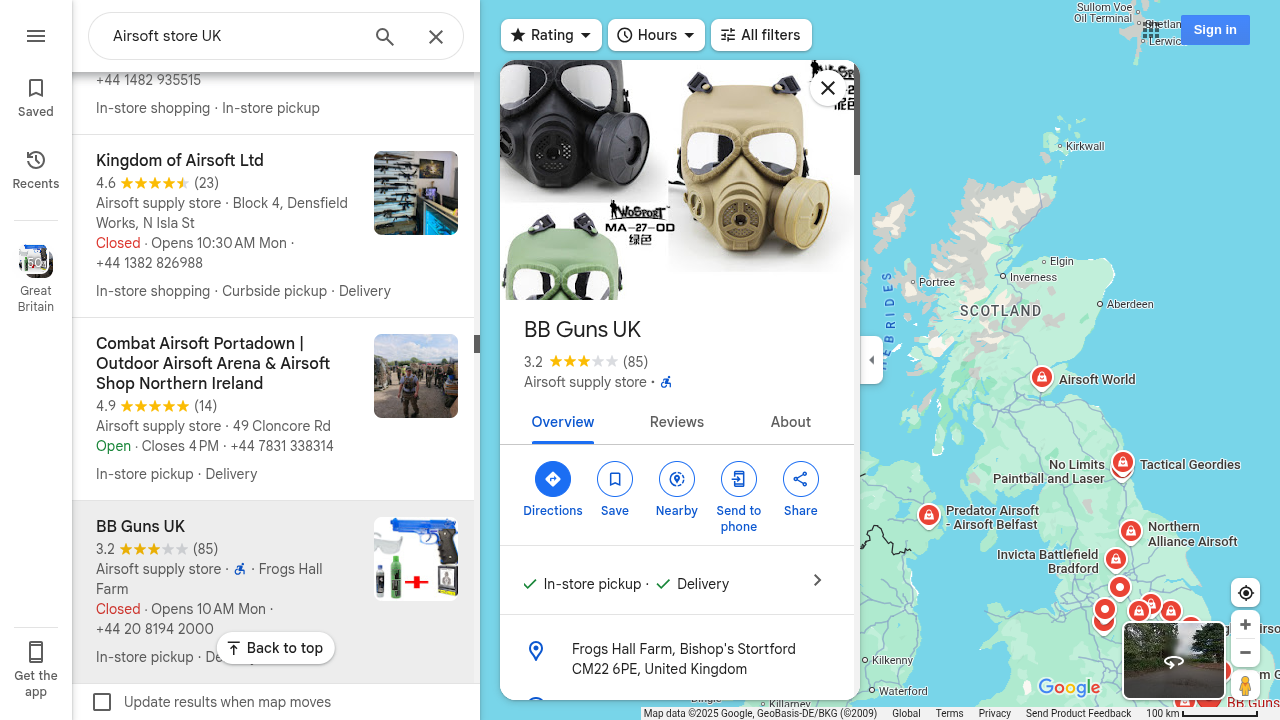 Airsoft store UK
Saved
Recents
Great
Britain
Get the
app
+44 1482 935515
In-store shopping · In-store pickup
Kingdom of Airsoft Ltd
4.6 (23)
Airsoft supply store · Block 4, Densfield
Works, N Isla St
Closed · Opens 10:30 AM Mon ·
+44 1382 826988
In-store shopping · Curbside pickup · Delivery
Combat Airsoft Portadown |
Outdoor Airsoft Arena & Airsoft
Shop Northern Ireland
4.9 (14)
Airsoft supply store · 49 Cloncore Rd
Open · Closes 4 PM · +44 7831 338314
In-store pickup · Delivery
BB Guns UK
3.2 (85)
Airsoft supply store · · Frogs Hall
Farm
Closed · Opens 10 AM Mon ·
+44 20 8194 2000
In-store pickup ·
Back to top
Update results when map moves
Rating
Hours
All filters
WOSPORT
MA-27-OD
绿色
BB Guns UK
3.2 (85)
Airsoft supply store ·
Overview
Reviews
About
Directions
Save
Nearby
Send to
phone
Share
In-store pickup · Delivery
Frogs Hall Farm, Bishop's Stortford
CM22 6PE, United Kingdom
Sign in
Sullom Voe
Oil Terminal
Lerwick
Kirkwall
Elgin
Inverness
Portree
Aberdeen
SCOTLAND
HEBRIDES
Airsoft World
No Limits
Paintball and Laser
Tactical Geordies
Predator Airsoft
- Airsoft Belfast
Northern
Alliance Airsoft
Invicta Battlefield
Bradford
Kilkenny
Waterford
Killarney
BB Guns
Google
Map data ©2025 Google, GeoBasis-DE/BKG (©2009)
Global
Terms
Privacy
Send Product Feedback
100 km